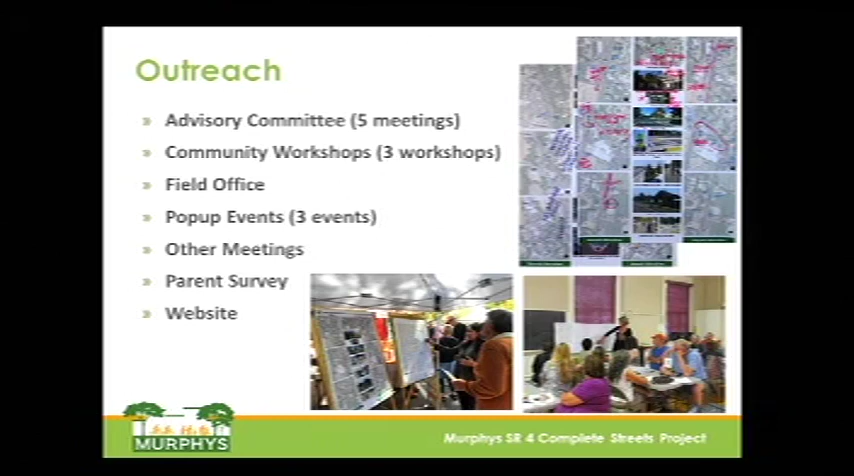 Outreach
» Advisory Committee (5 meetings)
» Community Workshops (3 workshops)
» Field Office
» Popup Events (3 events)
» Other Meetings
» Parent Survey
» Website
MURPHYS
Murphys SR 4 Complete Streets Project